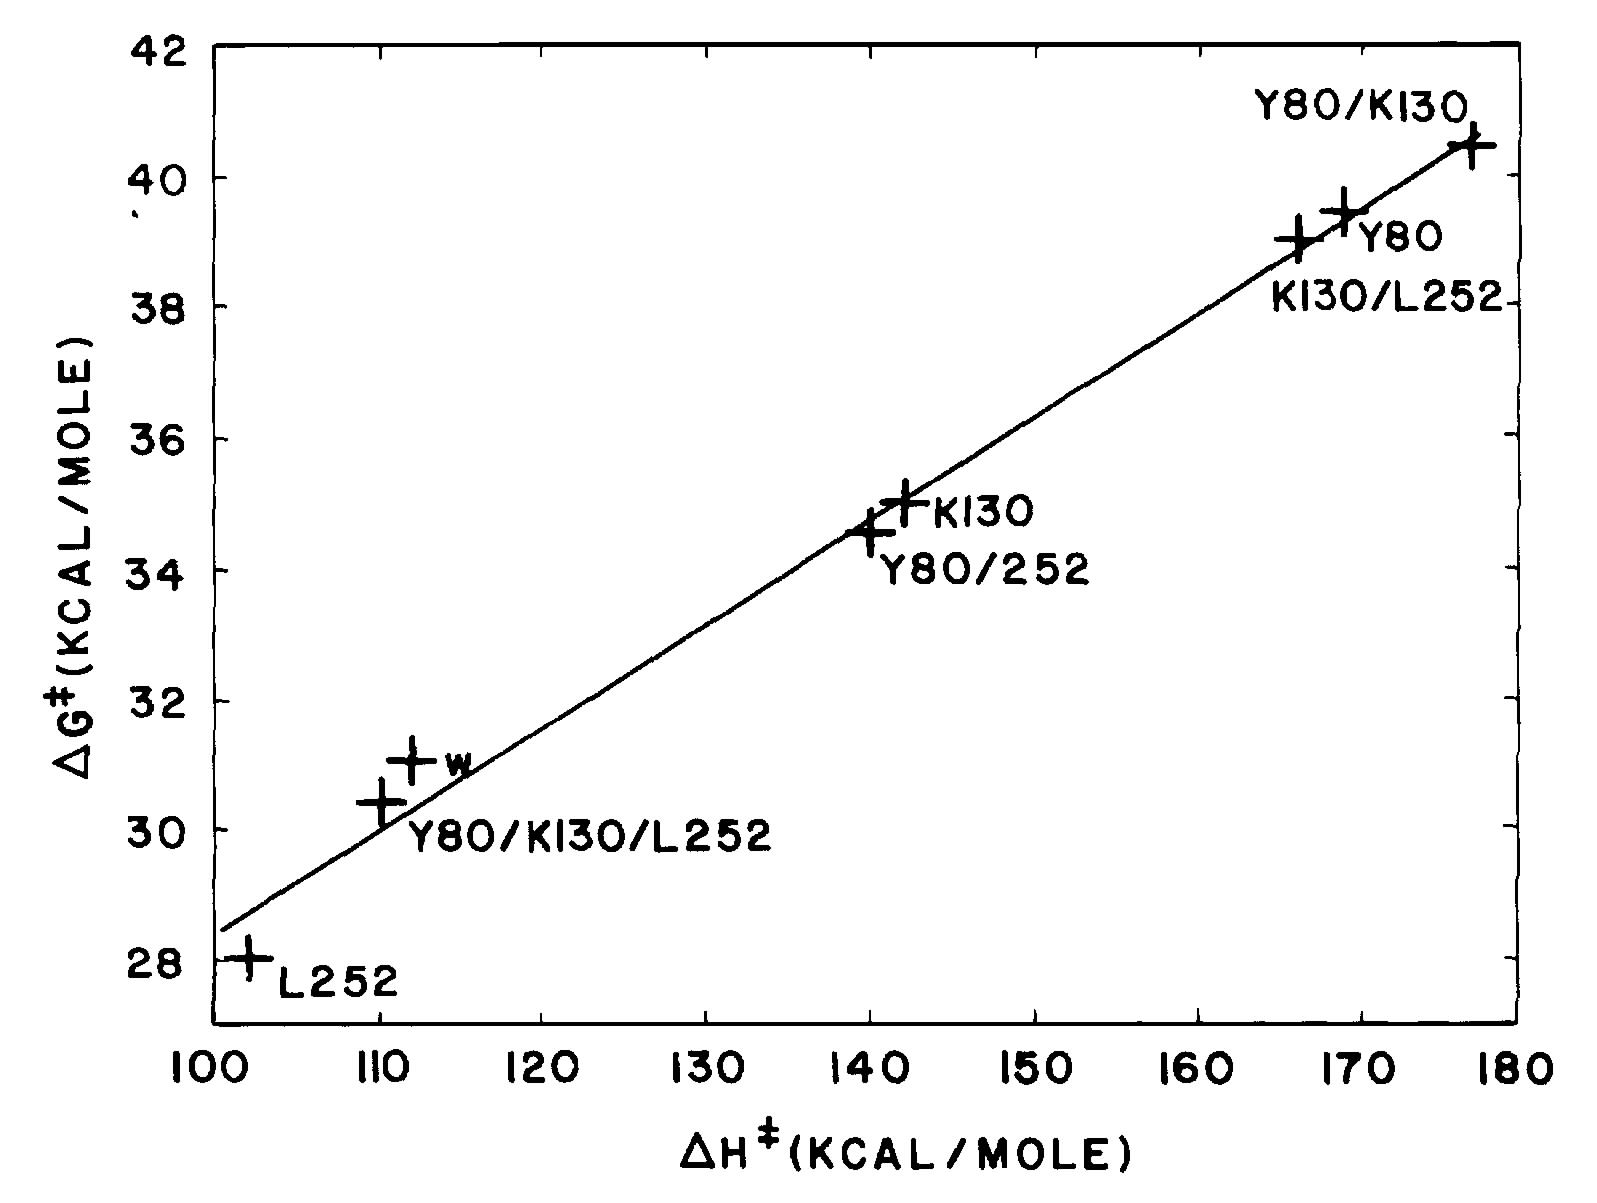 42
Y80/K130
40
Y80
38
K130/L252
36
K130
34
Y80/252
32
W
30
Y80/K130/L252
28
L252
ΔG‡(KCAL/MOLE)
100 110 120 130 140 150 160 170 180
ΔH‡(KCAL/MOLE)